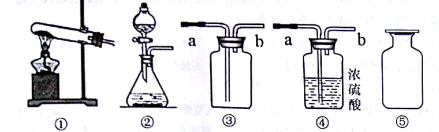 a b a b
浓
硫
酸
① ② ③ ④ ⑤